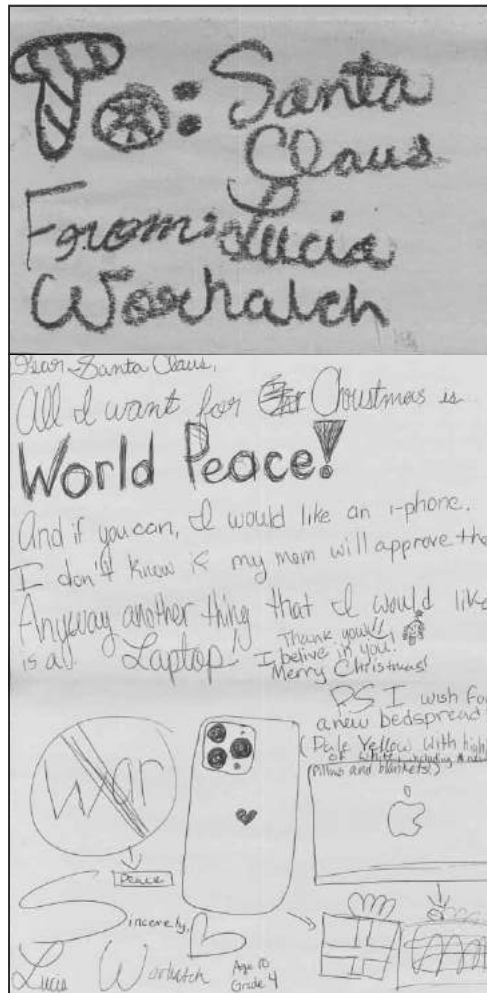 To: Santa
Claus
From: Lucia
Worhatch
Dear Santa Claus,
All I want for Christmas is
World Peace!
And if you can, I would like an i-phone.
I don't know if my mom will approve tho
Anyway another thing that I would like
is a Laptop!
Thank you!!
I belive in you!
Merry Christmas!
PS I wish for
a new bedspread
(Pale Yellow with high
of white, including
pillows and blankets!)
War
Peace
Sincerely,
Lucia Worhatch
Age 10
Grade 4